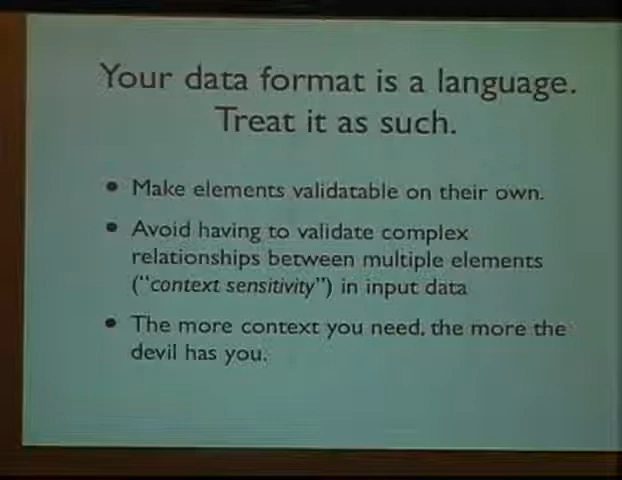 Your data format is a language.
Treat it as such.
• Make elements validatable on their own.
• Avoid having to validate complex
relationships between multiple elements
("context sensitivity") in input data
• The more context you need, the more the
devil has you.